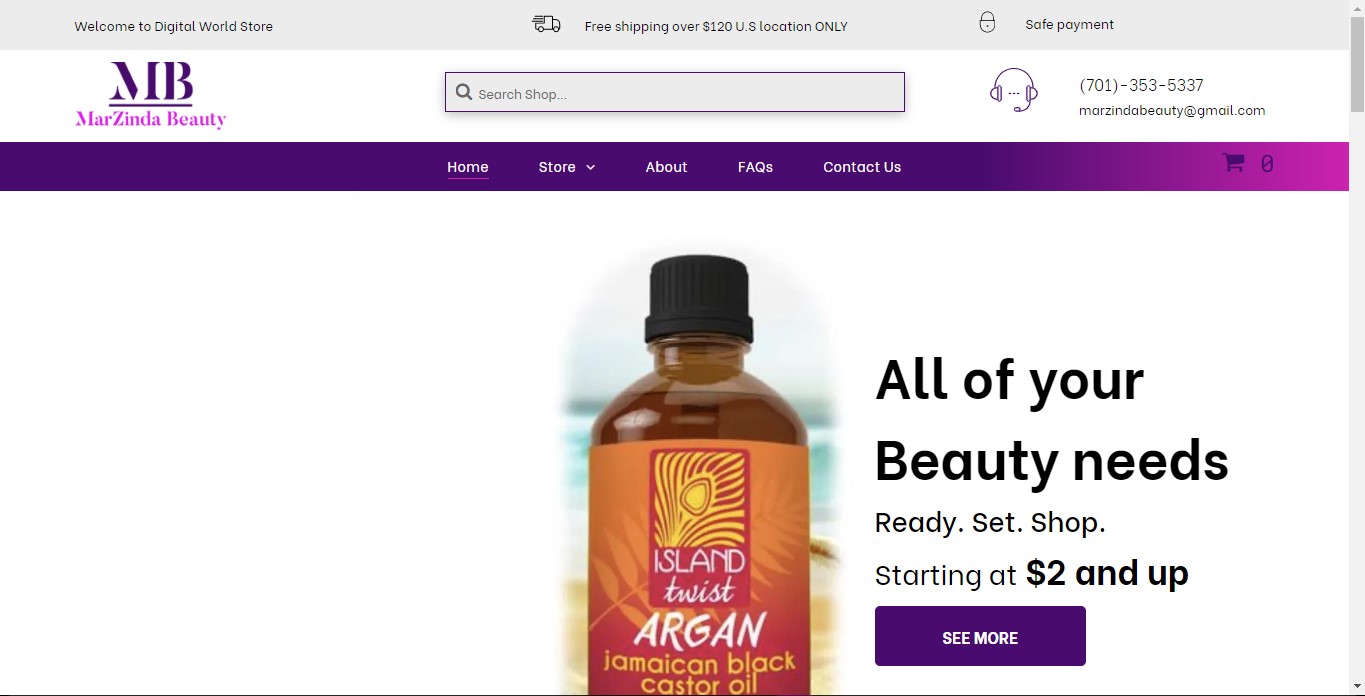 Welcome to Digital World Store
Free shipping over $120 U.S location ONLY
Safe payment
MB
MarZinda Beauty
Search Shop...
(701)-353-5337
marzindabeauty@gmail.com
Home
Store
About
FAQs
Contact Us
0
All of your
Beauty needs
Ready. Set. Shop.
Starting at $2 and up
SEE MORE
ISLAND
twist
ARGAN
jamaican black
castor oil